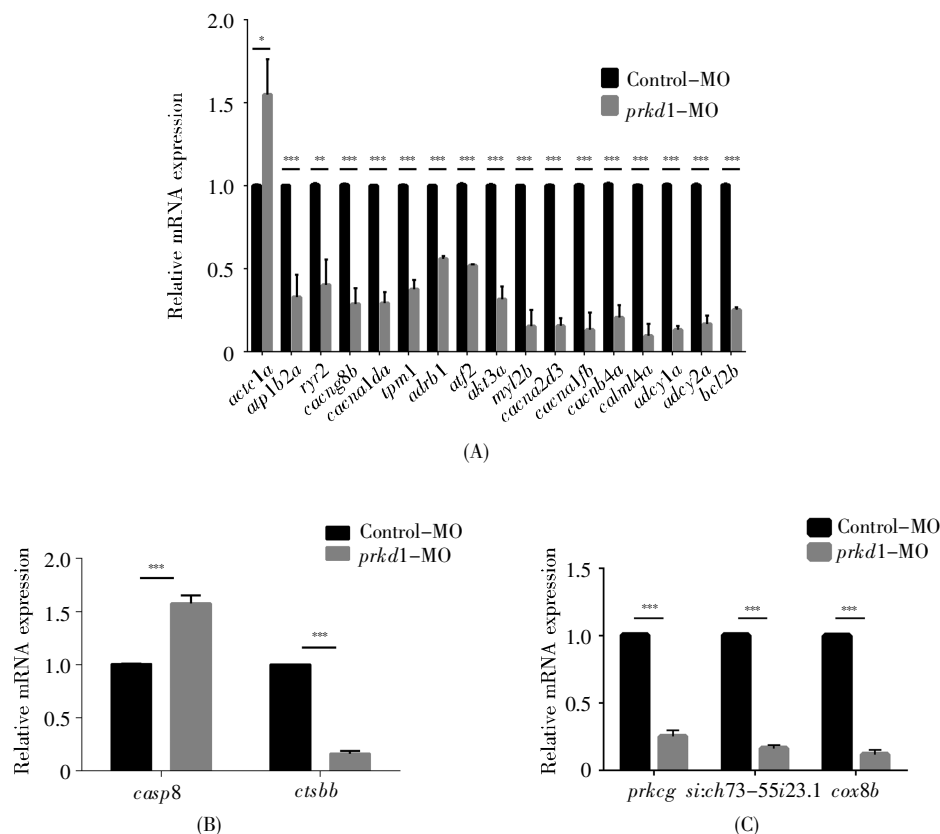 Relative mRNA expression
2.0
1.5
1.0
0.5
0
*
*** ** *** *** *** *** *** *** *** *** *** *** *** *** *** ***
Control-MO
prkd1-MO
actc1a atp1b2a ryr2 cacng8b cacna1da tpm1 adrb1 atf2 akt3a myl2b cacna2d3 cacna1fb cacnb4a calml4a adcy1a adcy2a bcl2b
(A)
Relative mRNA expression
2.0
1.5
1.0
0.5
0
Control-MO
prkd1-MO
***
***
casp8 ctsbb
(B)
Relative mRNA expression
1.5
1.0
0.5
0
Control-MO
prkd1-MO
*** *** ***
prkcg si:ch73-55i23.1 cox8b
(C)